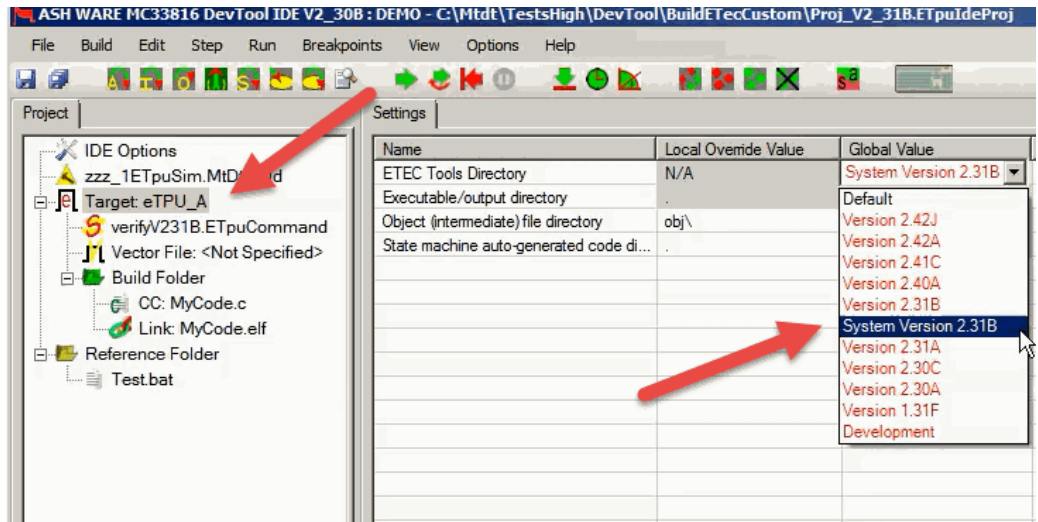 ASH WARE MC33816 DevTool IDE V2_30B : DEMO - C:\Mtdt\TestsHigh\DevTool\BuildETecCustom\Proj_V2_31B.ETpuIdeProj
File Build Edit Step Run Breakpoints View Options Help
Project
Settings
IDE Options
zzz_1ETpuSim.MtDt
Target: eTPU_A
verifyV231B.ETpuCommand
Vector File: <Not Specified>
Build Folder
CC: MyCode.c
Link: MyCode.elf
Reference Folder
Test.bat
Name Local Override Value Global Value
ETEC Tools Directory N/A System Version 2.31B
Executable/output directory .
Object (intermediate) file directory obj\
State machine auto-generated code di... .
Default
Version 2.42J
Version 2.42A
Version 2.41C
Version 2.40A
Version 2.31B
System Version 2.31B
Version 2.31A
Version 2.30C
Version 2.30A
Version 1.31F
Development